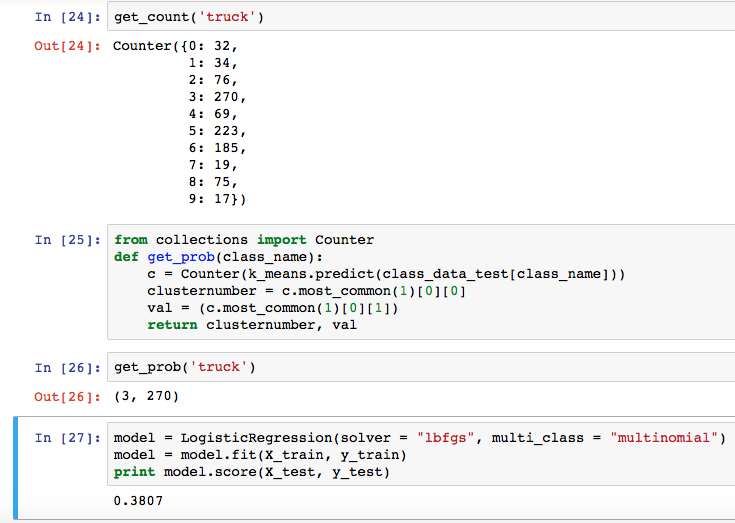 In [24]: get_count('truck')
Out[24]: Counter({0: 32,
1: 34,
2: 76,
3: 270,
4: 69,
5: 223,
6: 185,
7: 19,
8: 75,
9: 17})
In [25]: from collections import Counter
def get_prob(class_name):
c = Counter(k_means.predict(class_data_test[class_name]))
clusternumber = c.most_common(1)[0][0]
val = (c.most_common(1)[0][1])
return clusternumber, val
In [26]: get_prob('truck')
Out[26]: (3, 270)
In [27]: model = LogisticRegression(solver = "lbfgs", multi_class = "multinomial")
model = model.fit(X_train, y_train)
print model.score(X_test, y_test)
0.3807